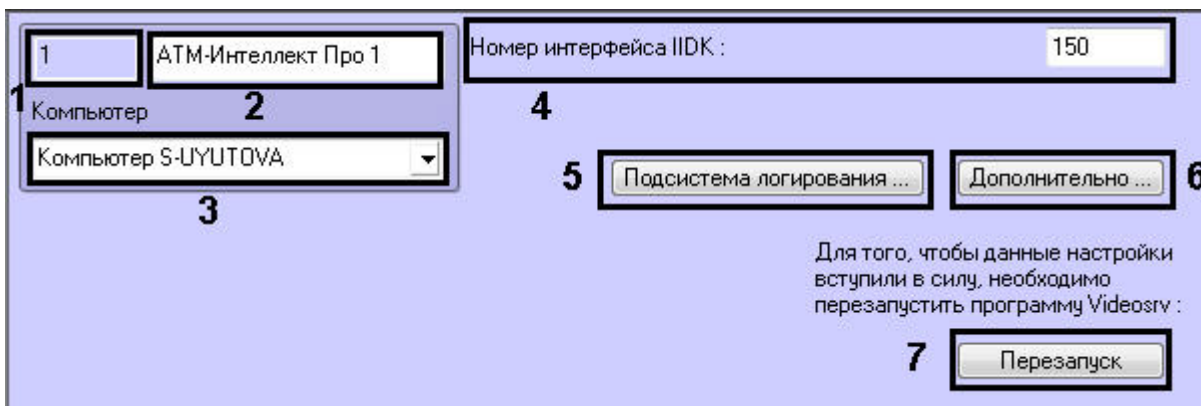 1
АТМ-Интеллект Про 1
1
2
Компьютер
Компьютер S-UYUTOVA
3
Номер интерфейса IIDK :
150
4
5
Подсистема логирования ...
Дополнительно ...
6
Для того, чтобы данные настройки
вступили в силу, необходимо
перезапустить программу Videosrv :
7
Перезапуск